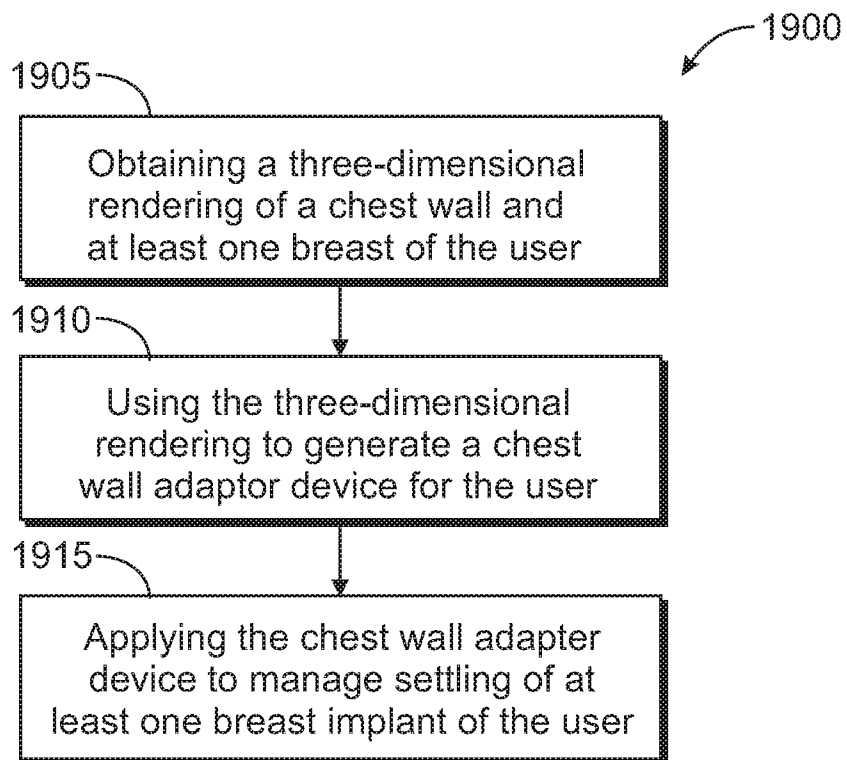 1900
1905
Obtaining a three-dimensional
rendering of a chest wall and
at least one breast of the user
1910
Using the three-dimensional
rendering to generate a chest
wall adaptor device for the user
1915
Applying the chest wall adapter
device to manage settling of at
least one breast implant of the user